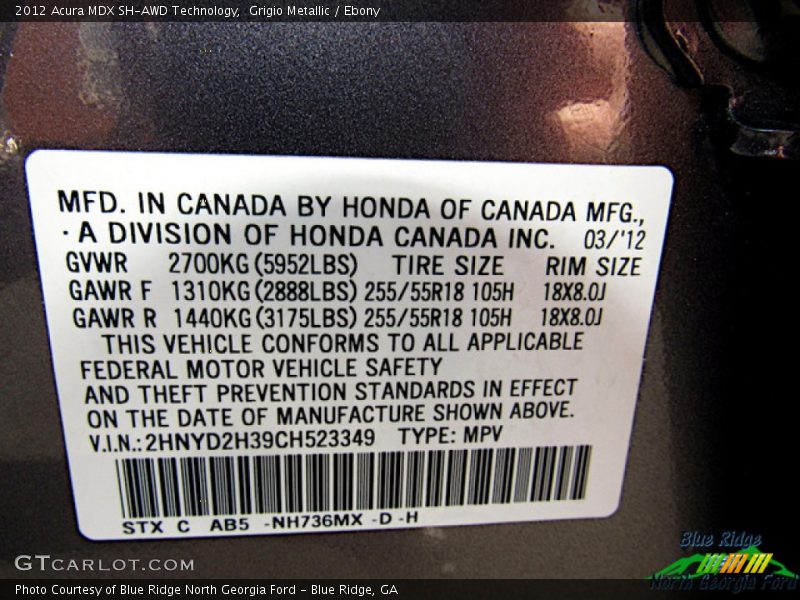 2012 Acura MDX SH-AWD Technology,  Grigio Metallic / Ebony
MFD. IN CANADA BY HONDA OF CANADA MFG.,
· A DIVISION OF HONDA CANADA INC. 03/'12
GVWR 2700KG (5952LBS) TIRE SIZE RIM SIZE
GAWR F 1310KG (2888LBS) 255/55R18 105H 18X8.0J
GAWR R 1440KG (3175LBS) 255/55R18 105H 18X8.0J
THIS VEHICLE CONFORMS TO ALL APPLICABLE
FEDERAL MOTOR VEHICLE SAFETY
AND THEFT PREVENTION STANDARDS IN EFFECT
ON THE DATE OF MANUFACTURE SHOWN ABOVE.
V.I.N.: 2HNYD2H39CH523349 TYPE: MPV
STX C AB5 -NH736MX -D -H
Blue Ridge
North Georgia Ford
GTCARLOT.COM
Photo Courtesy of Blue Ridge North Georgia Ford - Blue Ridge, GA